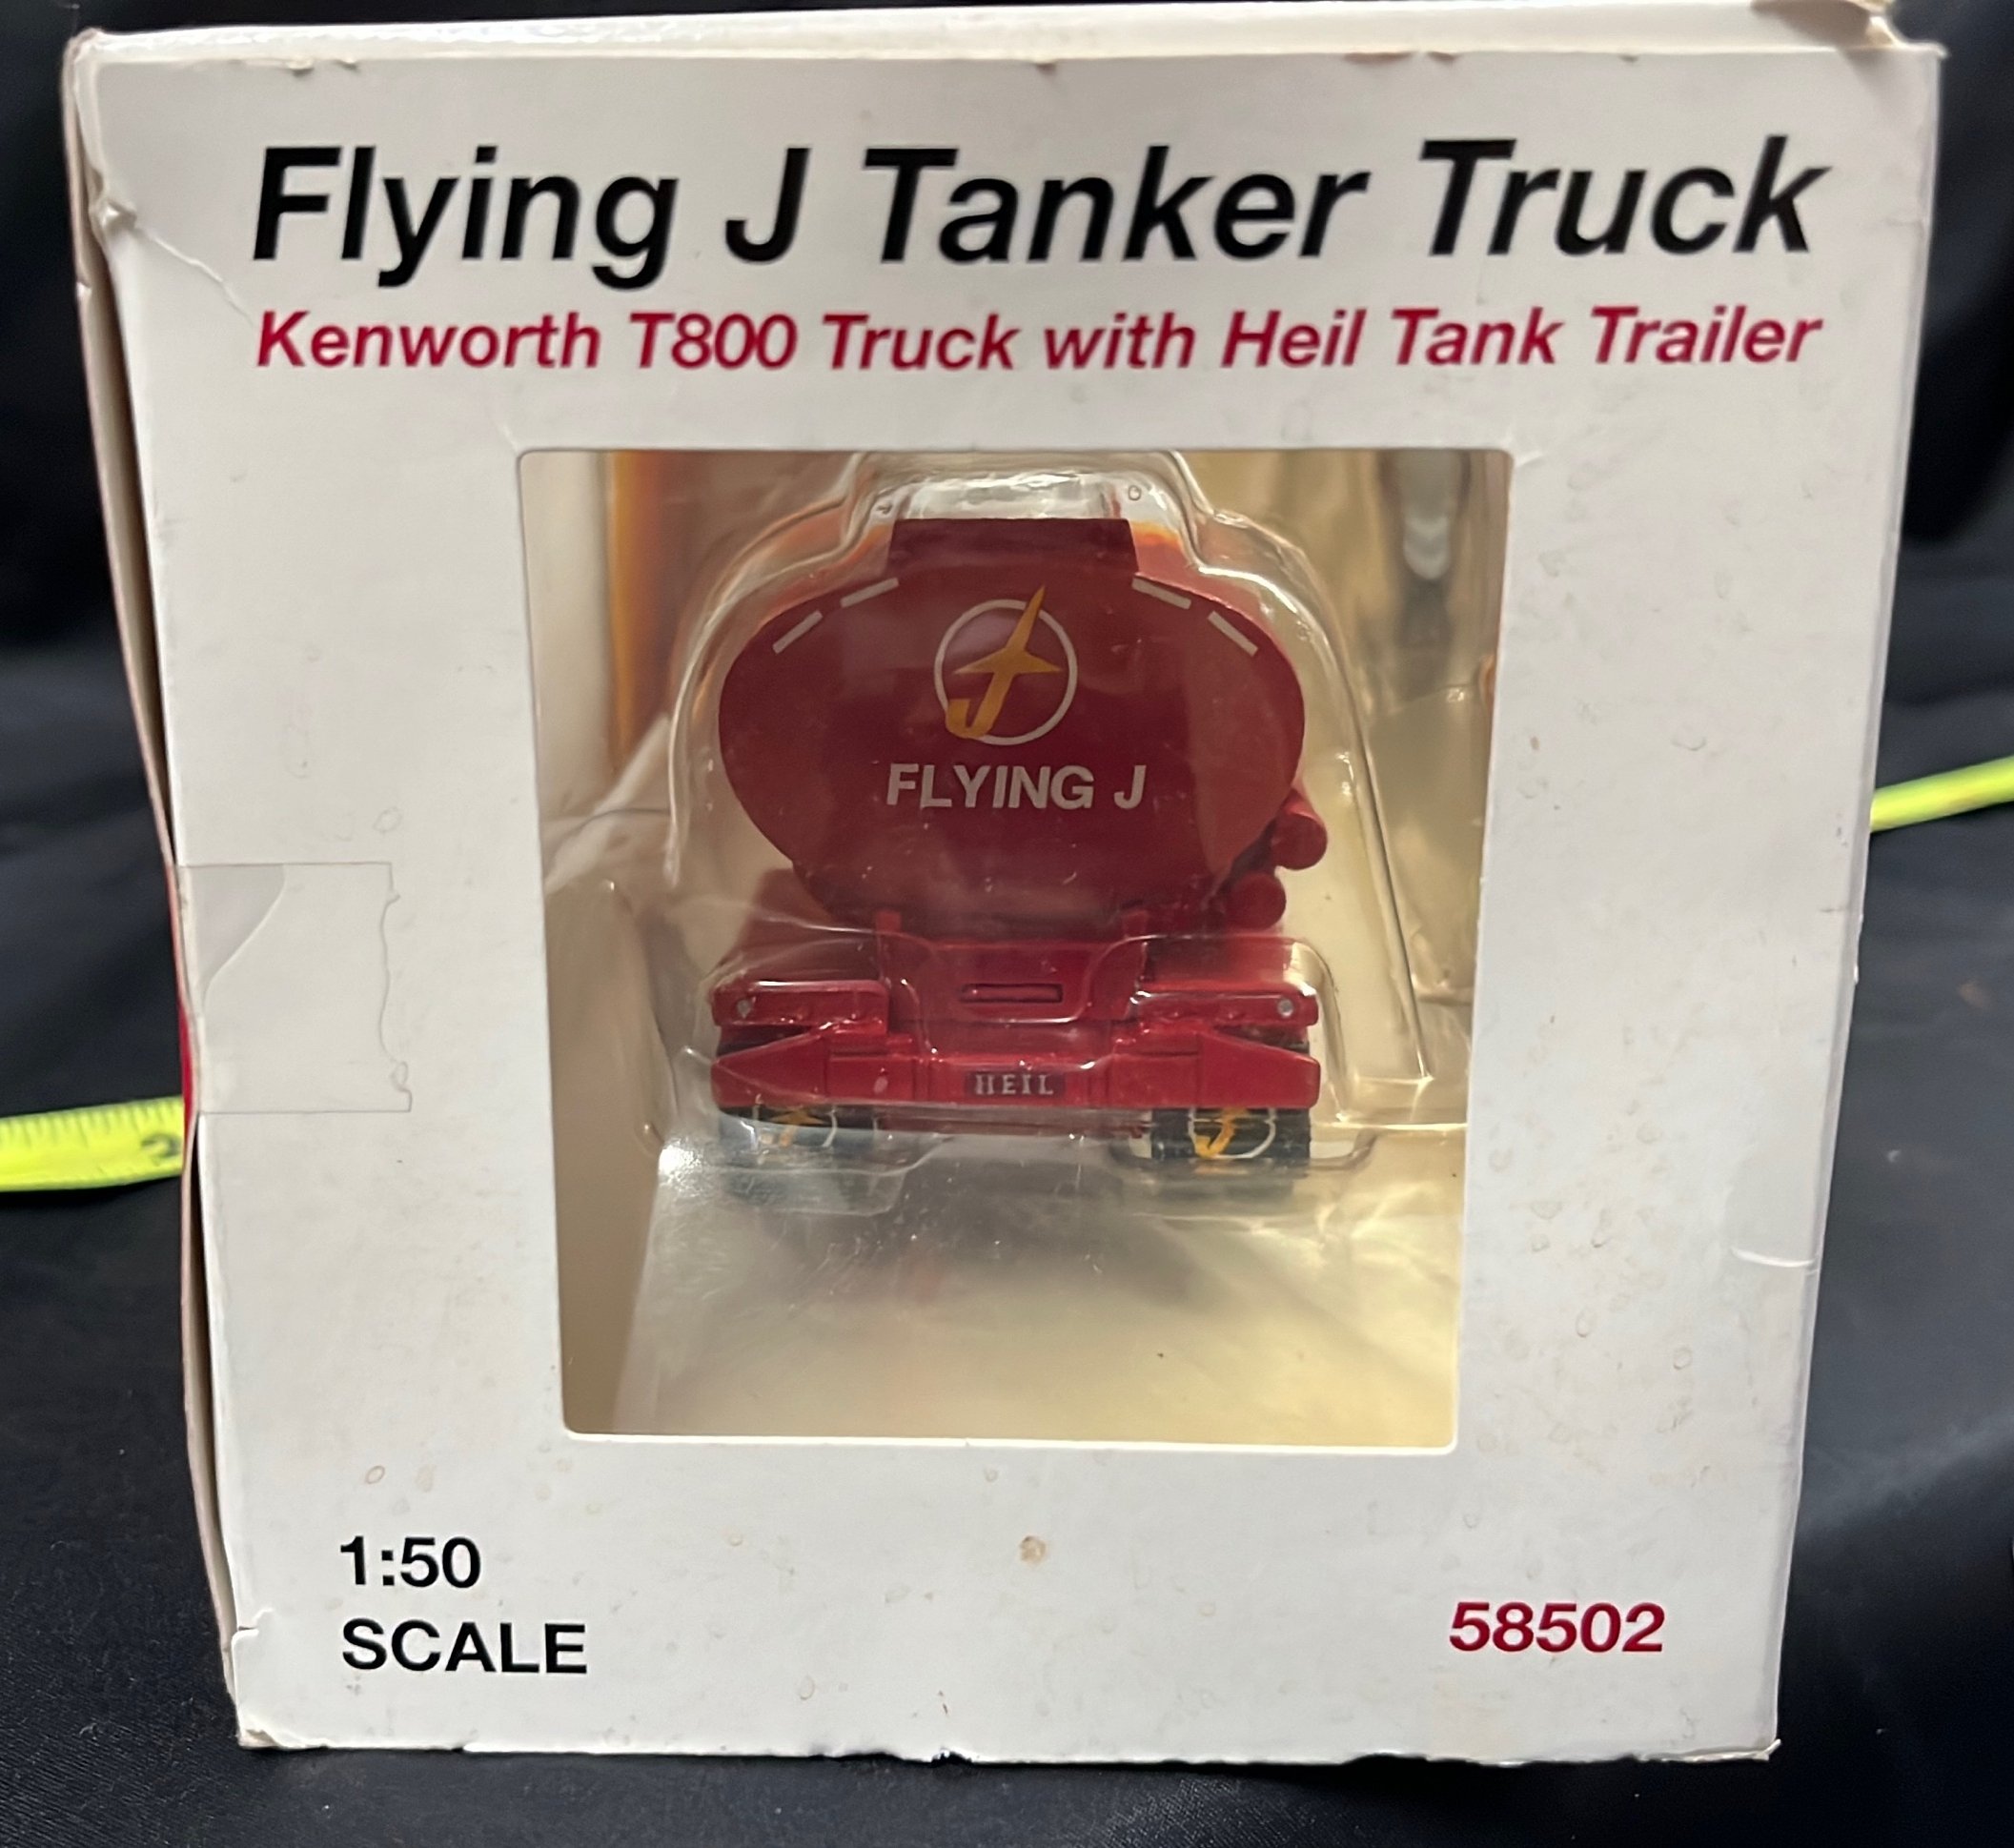 Flying J Tanker Truck
Kenworth T800 Truck with Heil Tank Trailer
FLYING J
HEIL
1:50
SCALE
58502